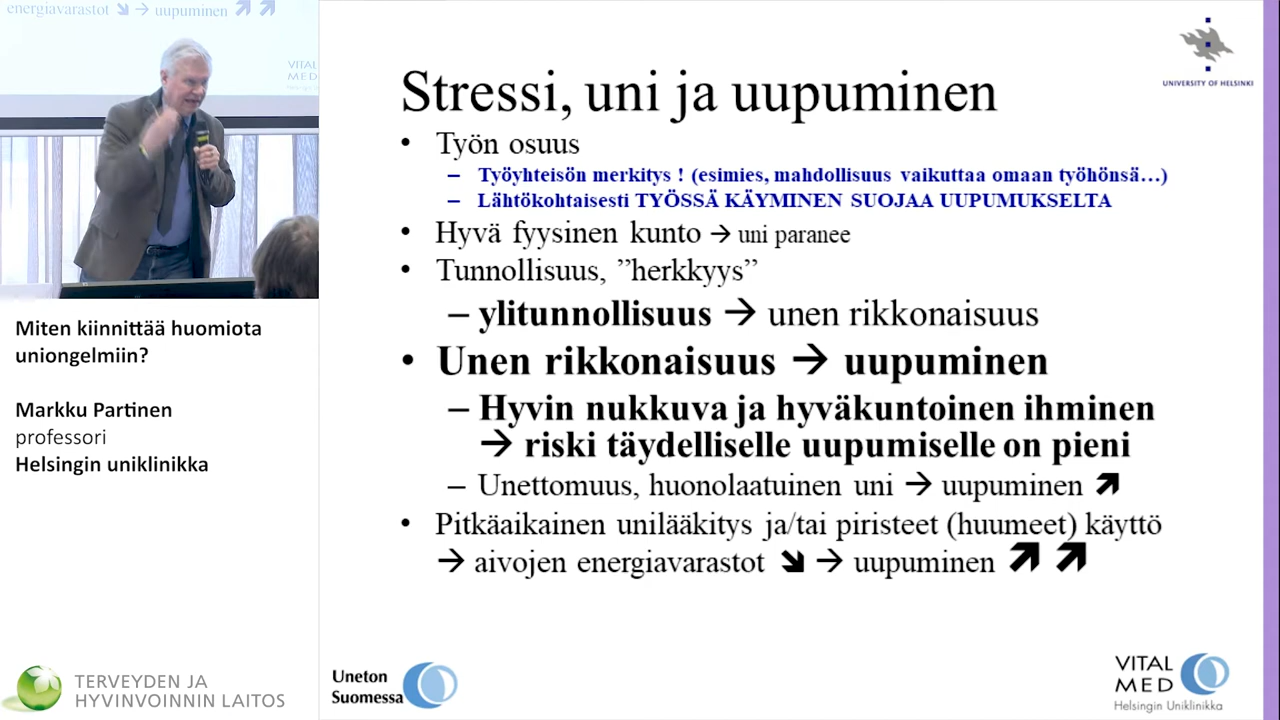 energiavarastot ↘ → uupuminen ↗ ↗
VITAL
MED
Miten kiinnittää huomiota
uniongelmiin?
Markku Partinen
professori
Helsingin uniklinikka
TERVEYDEN JA
HYVINVOINNIN LAITOS
UNIVERSITY OF HELSINKI
Stressi, uni ja uupuminen
• Työn osuus
– Työyhteisön merkitys ! (esimies, mahdollisuus vaikuttaa omaan työhönsä…)
– Lähtökohtaisesti TYÖSSÄ KÄYMINEN SUOJAA UUPUMUKSELTA
• Hyvä fyysinen kunto → uni paranee
• Tunnollisuus, ”herkkyys”
– ylitunnollisuus → unen rikkonaisuus
• Unen rikkonaisuus → uupuminen
– Hyvin nukkuva ja hyväkuntoinen ihminen
→ riski täydelliselle uupumiselle on pieni
– Unettomuus, huonolaatuinen uni → uupuminen ↗
• Pitkäaikainen unilääkitys ja/tai piristeet (huumeet) käyttö
→ aivojen energiavarastot ↘ → uupuminen ↗ ↗
Uneton
Suomessa
VITAL
MED
Helsingin Uniklinikka